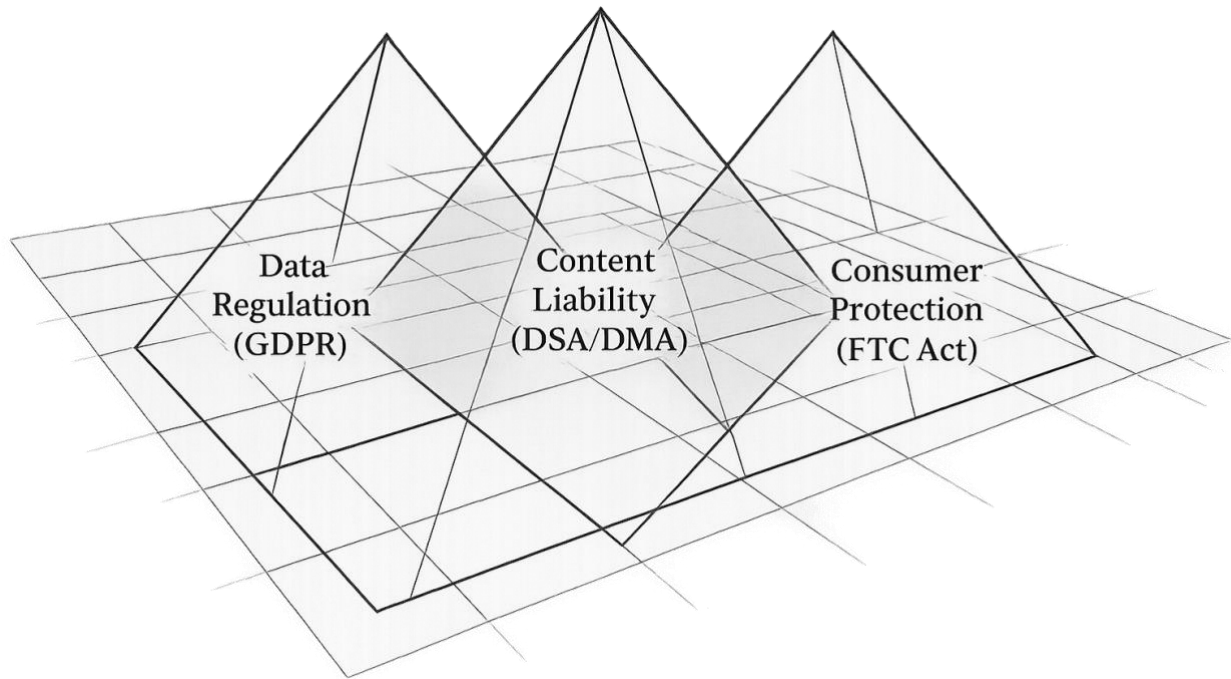 Data
Regulation
(GDPR)
Content
Liability
(DSA/DMA)
Consumer
Protection
(FTC Act)